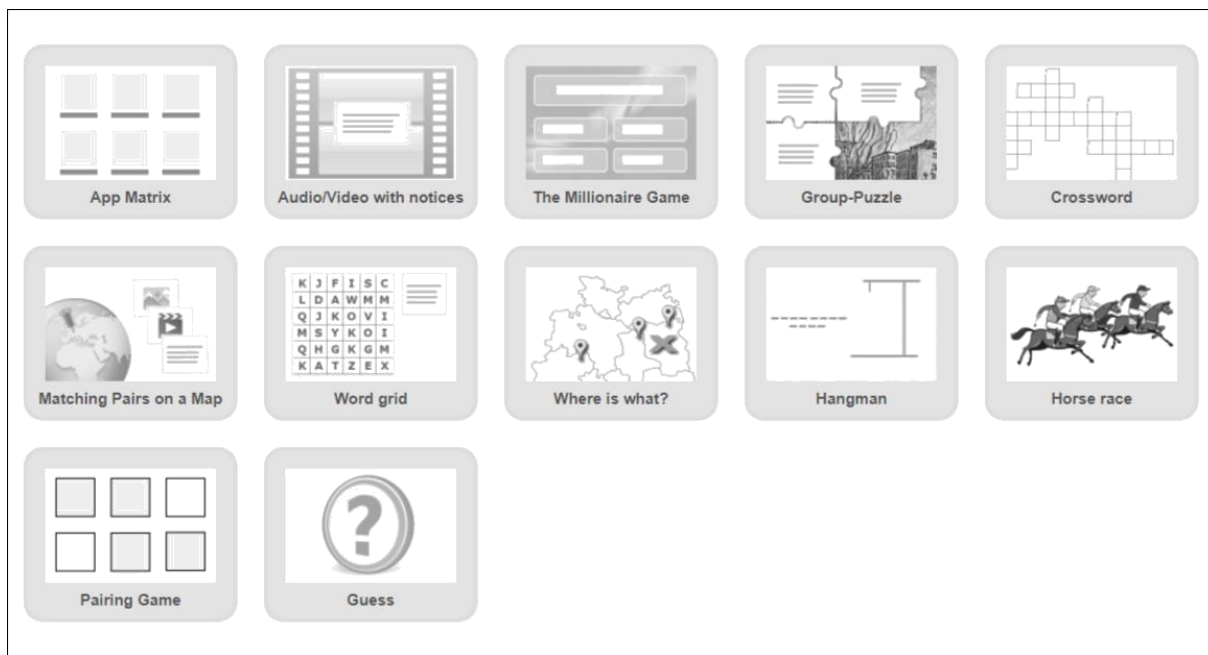 App Matrix
Audio/Video with notices
The Millionaire Game
Group-Puzzle
Crossword
Matching Pairs on a Map
K J F I S C
L D A W M M
Q J K O V I
M S Y K O I
Q H G K G M
K A T Z E X
Word grid
Where is what?
Hangman
Horse race
?
Pairing Game
Guess